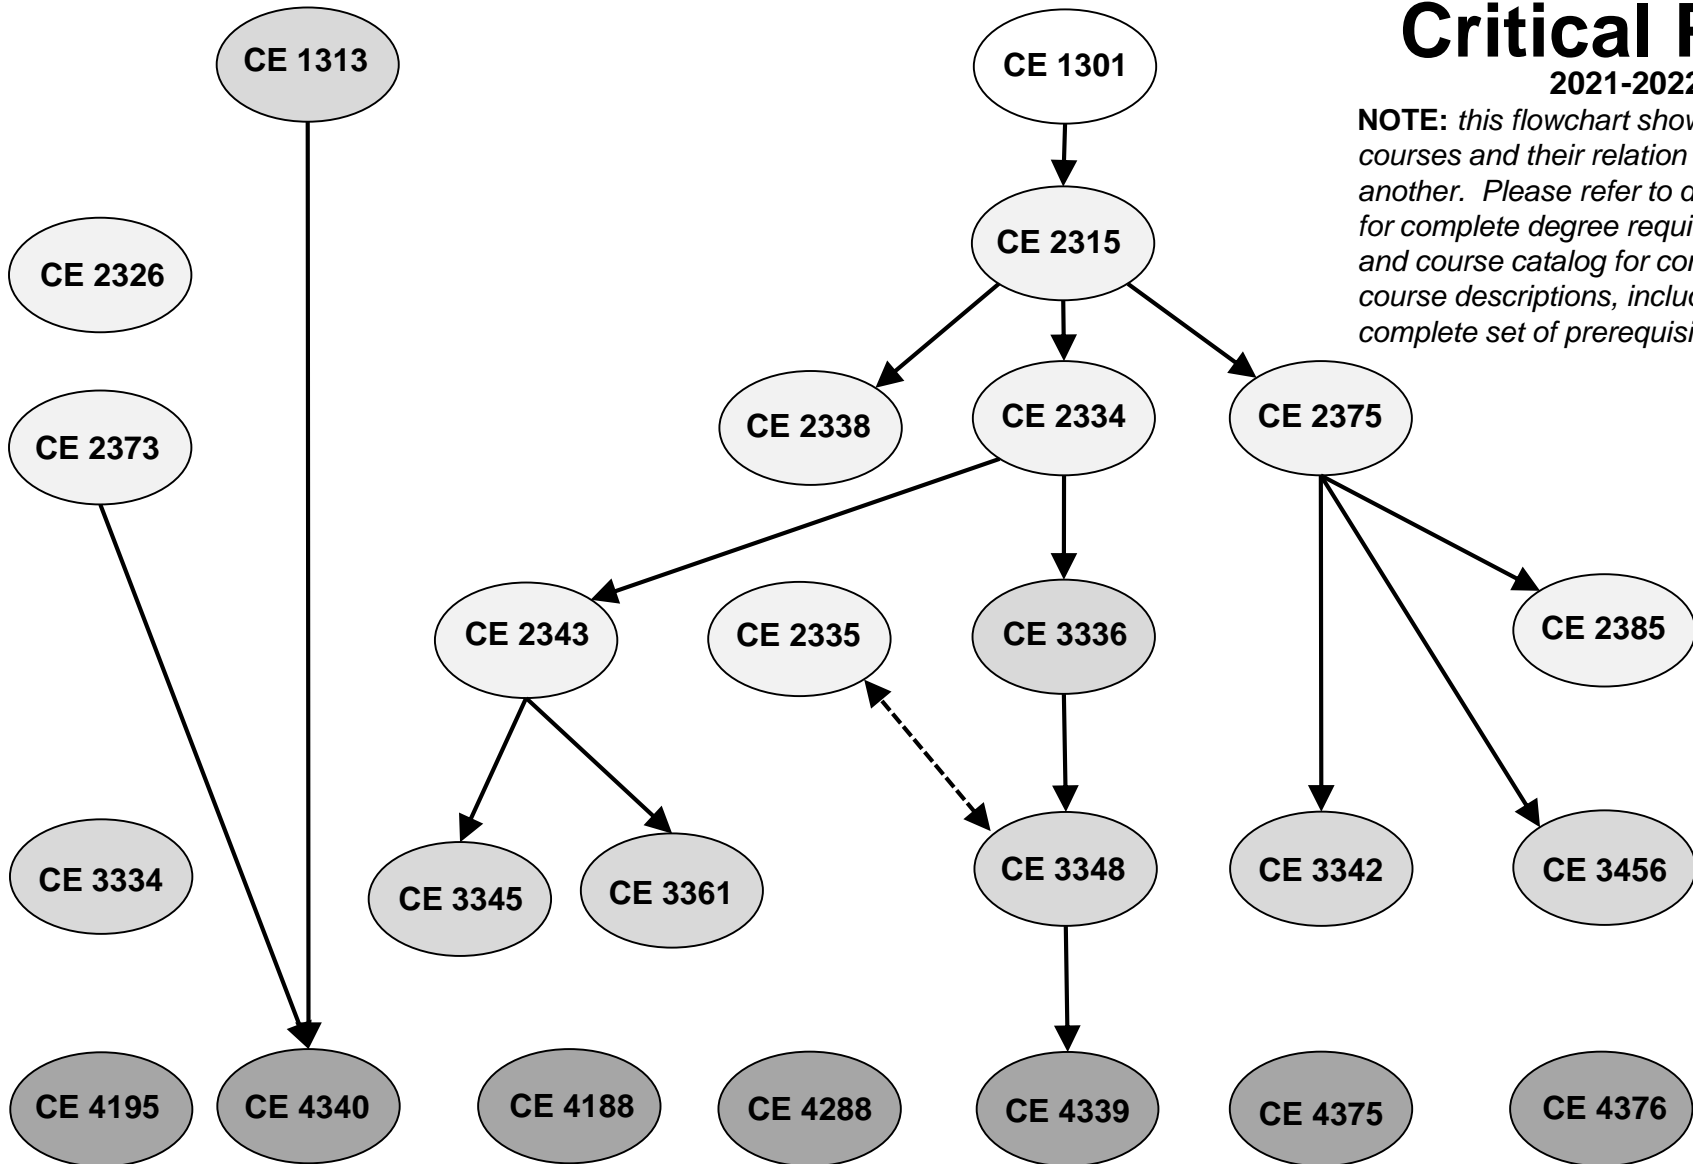 Critical
2021-2022
NOTE: this flowchart
courses and their relation
another. Please refer to
for complete degree
and course catalog for
course descriptions,
complete set of
CE 1313
CE 1301
CE 2315
CE 2326
CE 2338
CE 2334
CE 2375
CE 2373
CE 2343
CE 2335
CE 3336
CE 2385
CE 3334
CE 3345
CE 3361
CE 3348
CE 3342
CE 3456
CE 4195
CE 4340
CE 4188
CE 4288
CE 4339
CE 4375
CE 4376